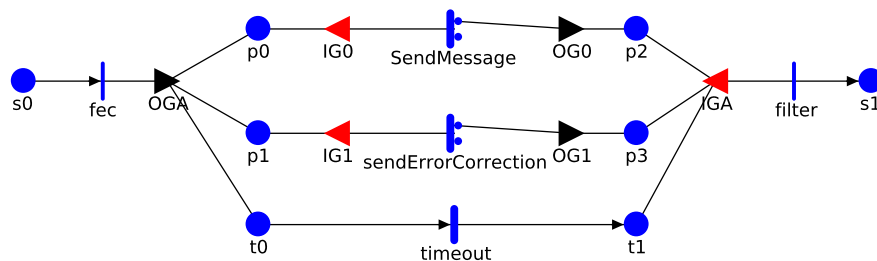 p0
IG0
SendMessage
OG0
p2
s0
fec
OGA
IGA
filter
s1
p1
IG1
sendErrorCorrection
OG1
p3
t0
timeout
t1